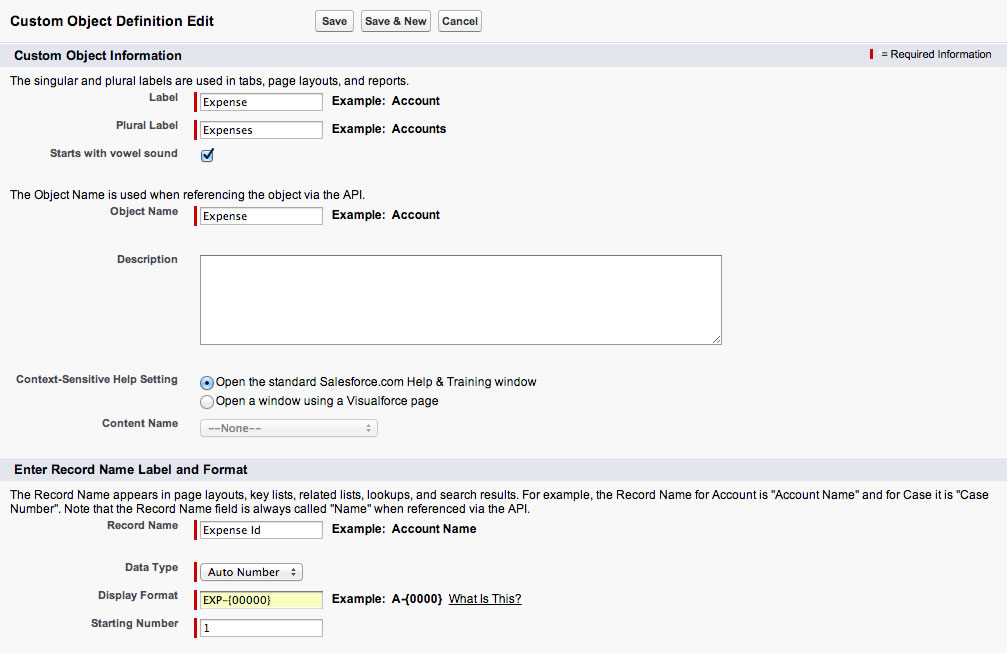 Custom Object Definition Edit Save Save & New Cancel
Custom Object Information = Required Information
The singular and plural labels are used in tabs, page layouts, and reports.
Label Expense Example: Account
Plural Label Expenses Example: Accounts
Starts with vowel sound
The Object Name is used when referencing the object via the API.
Object Name Expense Example: Account
Description
Context-Sensitive Help Setting Open the standard Salesforce.com Help & Training window
Open a window using a Visualforce page
Content Name --None--
Enter Record Name Label and Format
The Record Name appears in page layouts, key lists, related lists, lookups, and search results. For example, the Record Name for Account is "Account Name" and for Case it is "Case
Number". Note that the Record Name field is always called "Name" when referenced via the API.
Record Name Expense Id Example: Account Name
Data Type Auto Number
Display Format EXP-{00000} Example: A-{0000} What Is This?
Starting Number 1